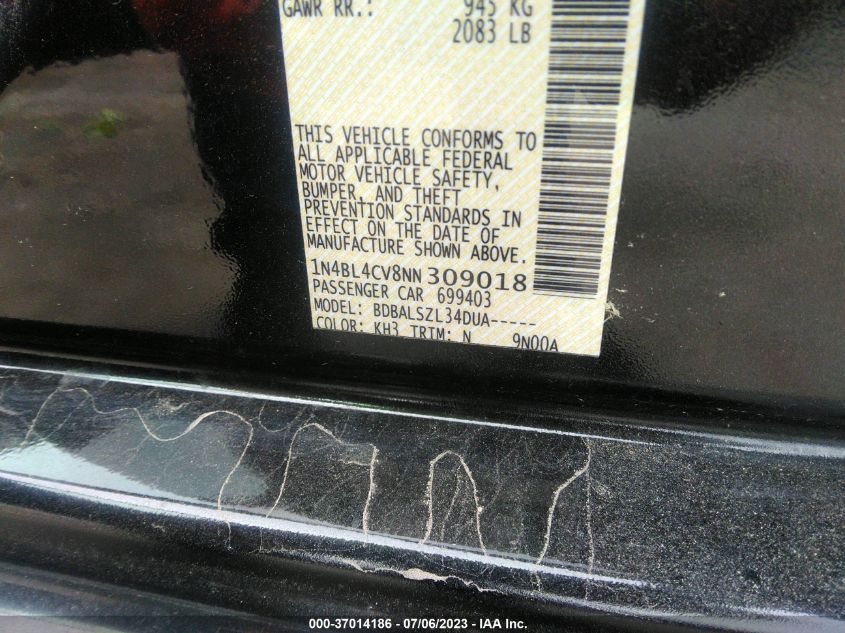 GAWR RR.: 945 KG
2083 LB
THIS VEHICLE CONFORMS TO
ALL APPLICABLE FEDERAL
MOTOR VEHICLE SAFETY,
BUMPER, AND THEFT
PREVENTION STANDARDS IN
EFFECT ON THE DATE OF
MANUFACTURE SHOWN ABOVE.
1N4BL4CV8NN 309018
PASSENGER CAR 699403
MODEL: BDBALSZL34DUA-----
COLOR: KH3 TRIM: N 9N00A
000-37014186 - 07/06/2023 - IAA Inc.